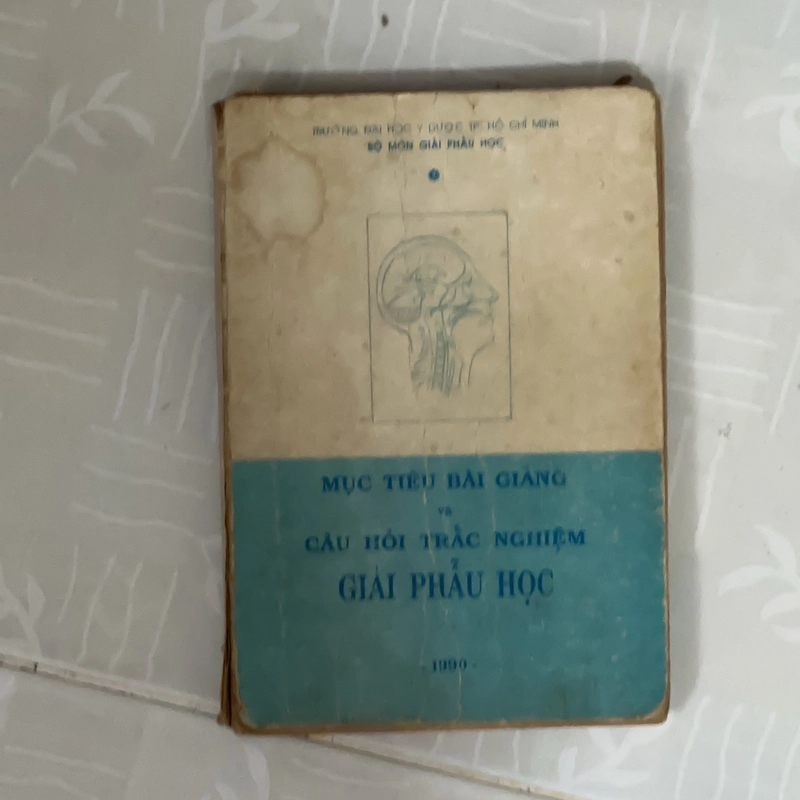 TRƯỜNG ĐẠI HỌC Y DƯỢC TP. HỒ CHÍ MINH
BỘ MÔN GIẢI PHẪU HỌC
MỤC TIÊU BÀI GIẢNG
và
CÂU HỎI TRẮC NGHIỆM
GIẢI PHẪU HỌC
- 1990 -